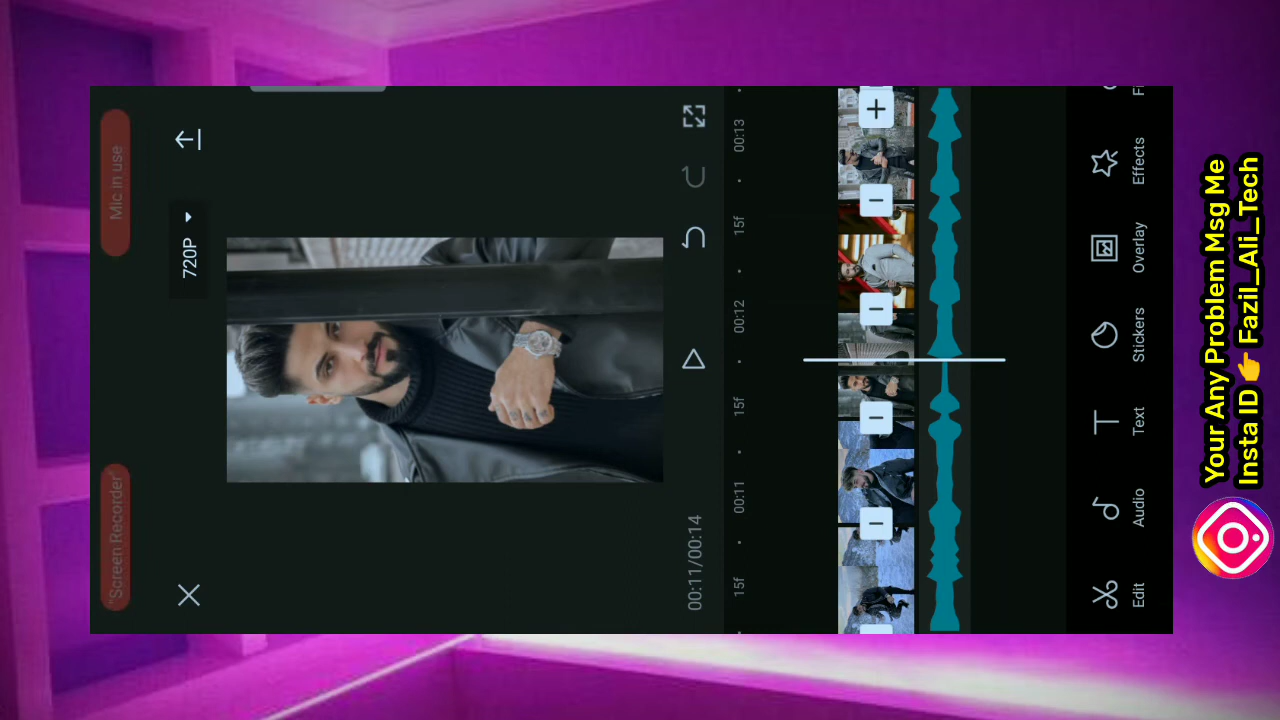 "Screen Recorder"
Mic in use
720P
00:11/00:14
15f
00:11
15f
00:12
15f
00:13
Edit
Audio
Text
Stickers
Overlay
Effects
Your Any Problem Msg Me
Insta ID 👉 Fazil_Ali_Tech